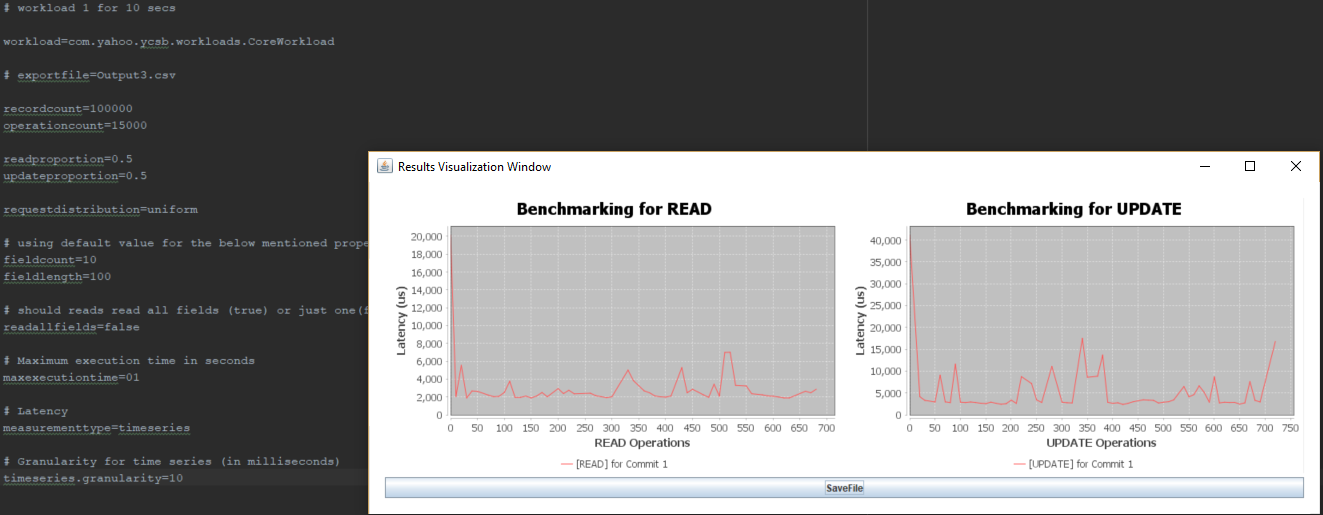 # workload 1 for 10 secs
workload=com.yahoo.ycsb.workloads.CoreWorkload
# exportfile=Output3.csv
recordcount=100000
operationcount=15000
readproportion=0.5
updateproportion=0.5
requestdistribution=uniform
# using default value for the below mentioned prope
fieldcount=10
fieldlength=100
# should reads read all fields (true) or just one(f
readallfields=false
# Maximum execution time in seconds
maxexecutiontime=01
# Latency
measurementtype=timeseries
# Granularity for time series (in milliseconds)
timeseries.granularity=10
Results Visualization Window
Benchmarking for READ
Latency (us)
20,000
18,000
16,000
14,000
12,000
10,000
8,000
6,000
4,000
2,000
0
0 50 100 150 200 250 300 350 400 450 500 550 600 650 700
READ Operations
[READ] for Commit 1
Benchmarking for UPDATE
Latency (us)
40,000
35,000
30,000
25,000
20,000
15,000
10,000
5,000
0
0 50 100 150 200 250 300 350 400 450 500 550 600 650 700 750
UPDATE Operations
[UPDATE] for Commit 1
SaveFile